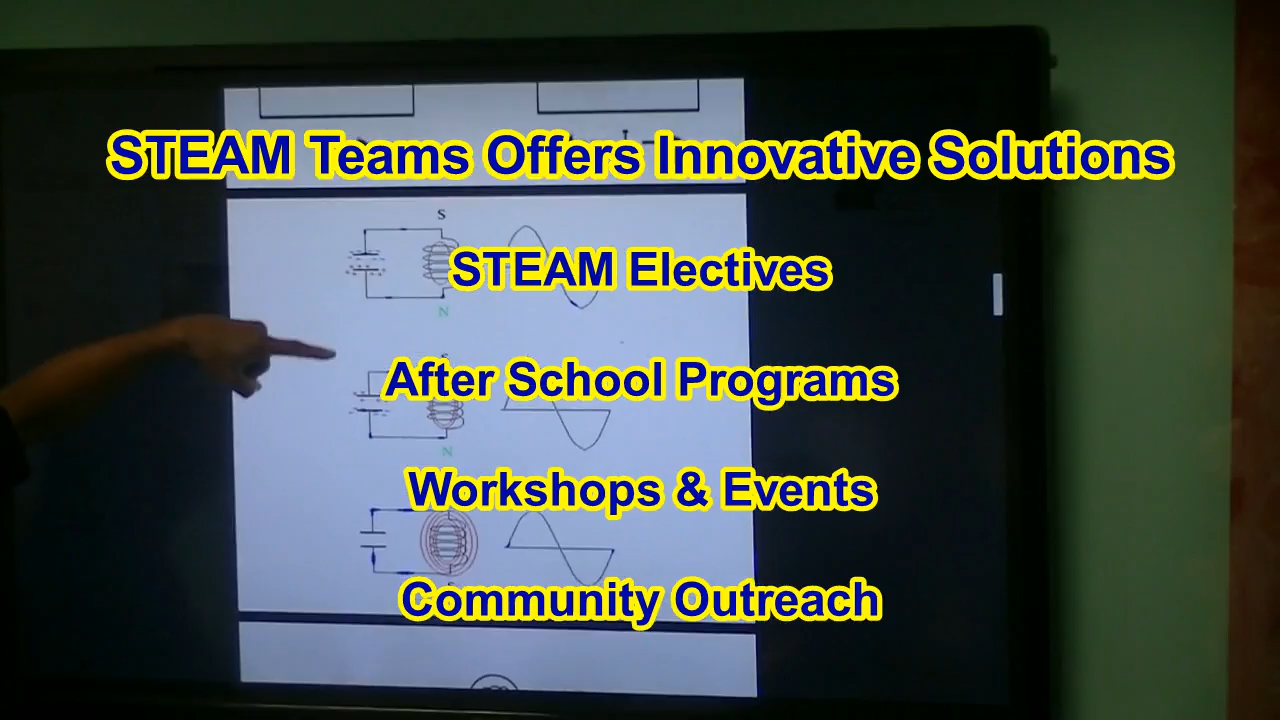 STEAM Teams Offers Innovative Solutions
S
STEAM Electives
N
After School Programs
N
Workshops & Events
Community Outreach